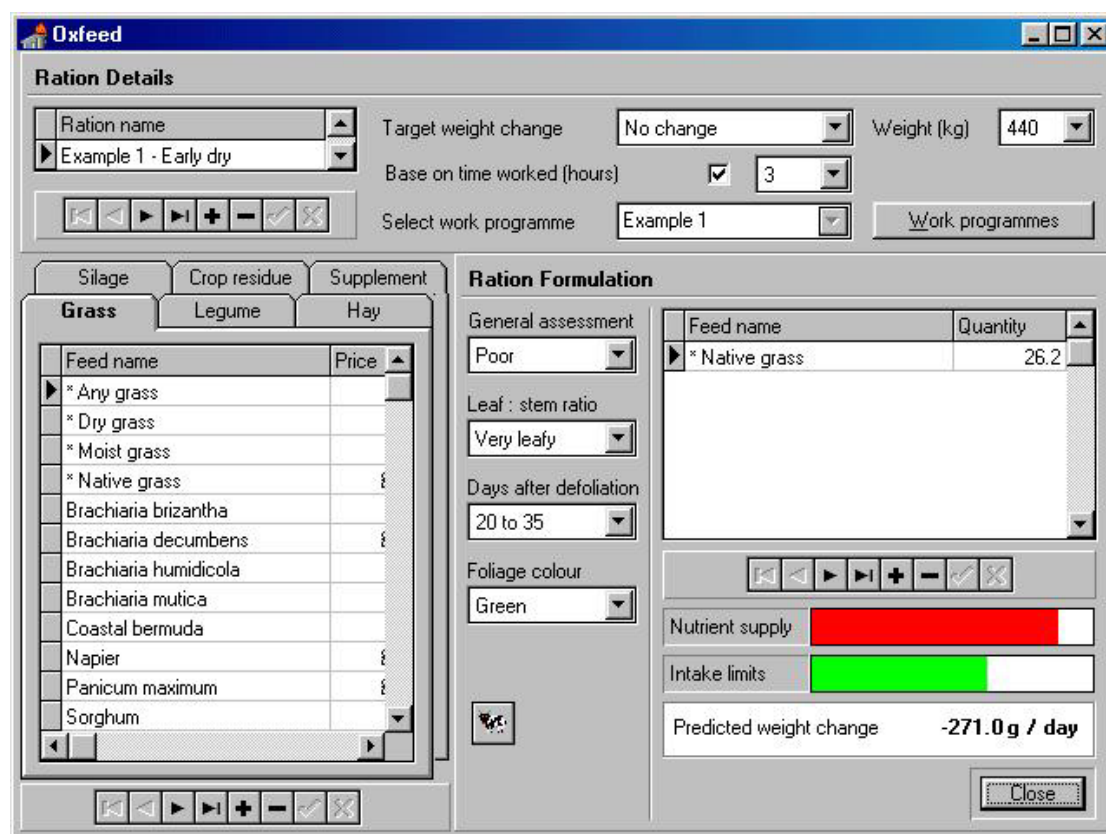 Oxfeed
Ration Details
Ration name
Example 1 - Early dry
Target weight change No change Weight (kg) 440
Base on time worked (hours) 3
Select work programme Example 1 Work programmes
Silage Crop residue Supplement
Grass Legume Hay
Feed name Price
* Any grass
* Dry grass
* Moist grass
* Native grass
Brachiaria brizantha
Brachiaria decumbens
Brachiaria humidicola
Brachiaria mutica
Coastal bermuda
Napier
Panicum maximum
Sorghum
Ration Formulation
General assessment
Poor
Leaf : stem ratio
Very leafy
Days after defoliation
20 to 35
Foliage colour
Green
Feed name Quantity
* Native grass 26.2
Nutrient supply
Intake limits
Predicted weight change -271.0 g / day
Close